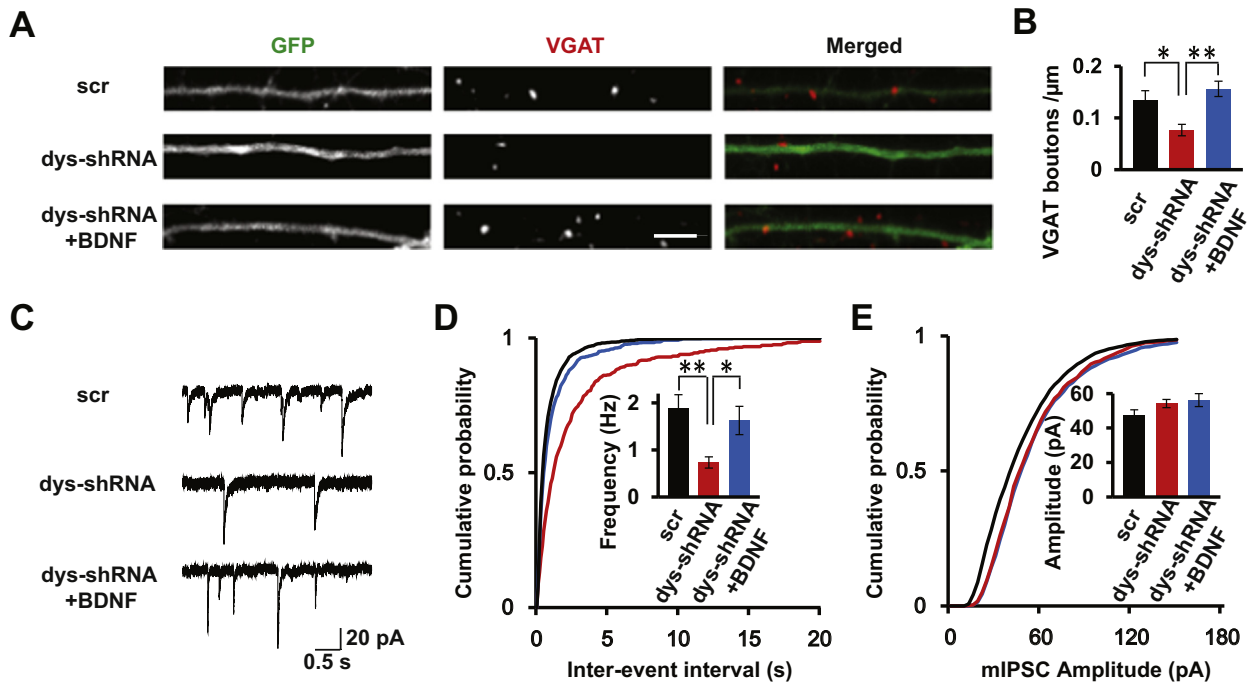 A
GFP
VGAT
Merged
scr
dys-shRNA
dys-shRNA
+BDNF
B
VGAT boutons /μm
0.2
0.1
0
*
**
scr
dys-shRNA
dys-shRNA
+BDNF
C
scr
dys-shRNA
dys-shRNA
+BDNF
20 pA
0.5 s
D
Cumulative probability
1
0.5
0
0
5
10
15
20
Inter-event interval (s)
Frequency (Hz)
2
1
0
**
*
scr
dys-shRNA
dys-shRNA
+BDNF
E
Cumulative probability
1
0.5
0
0
60
120
180
mIPSC Amplitude (pA)
Amplitude (pA)
60
40
20
0
scr
dys-shRNA
dys-shRNA
+BDNF